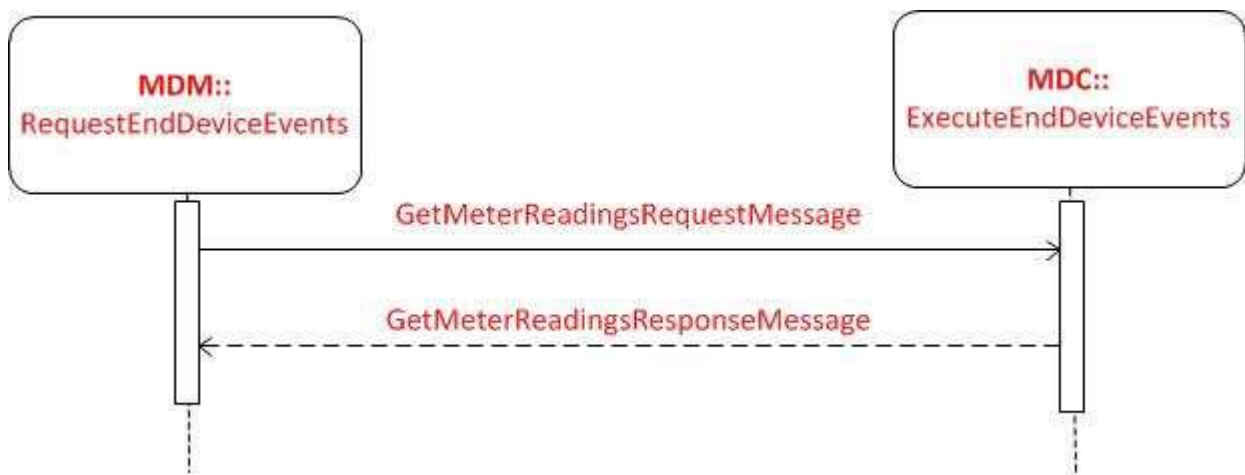 MDM::
RequestEndDeviceEvents
MDC::
ExecuteEndDeviceEvents
GetMeterReadingsRequestMessage
GetMeterReadingsResponseMessage